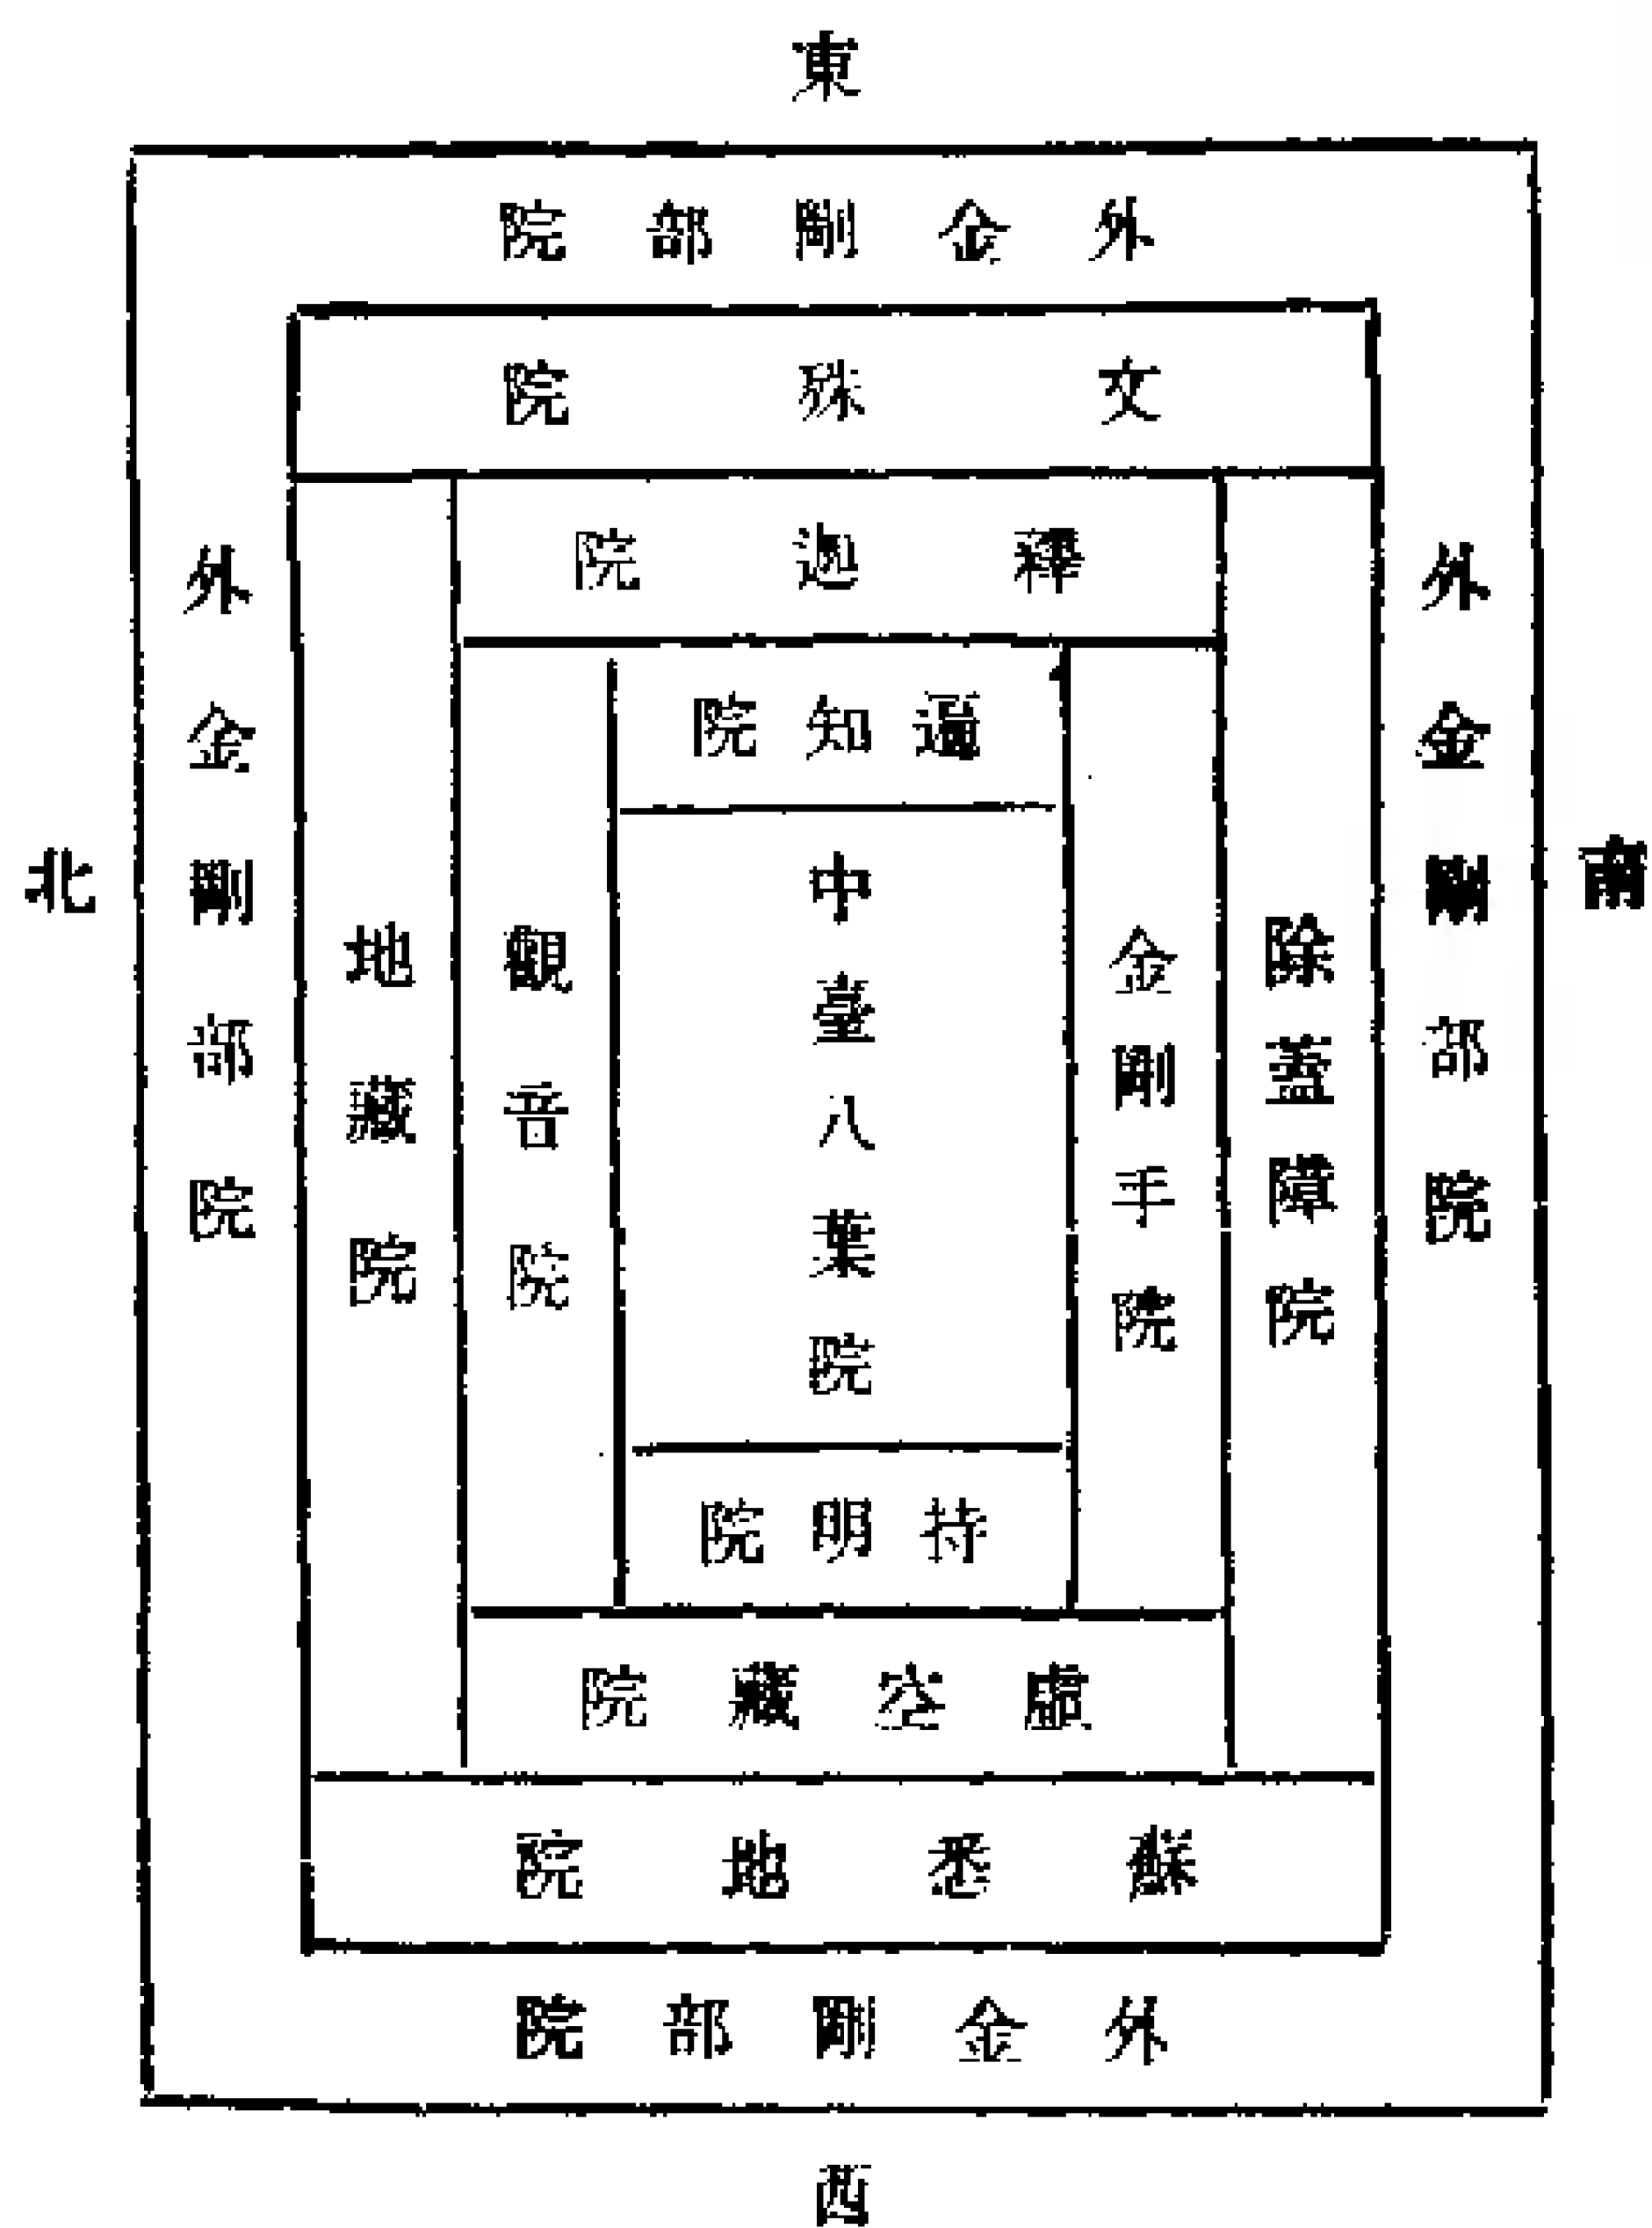 東
外金剛部院
文殊院
釋迦院
遍知院
南
外金剛部院
除蓋障院
金剛手院
中臺八葉院
觀音院
地藏院
外金剛部院
北
持明院
虛空藏院
蘇悉地院
外金剛部院
西